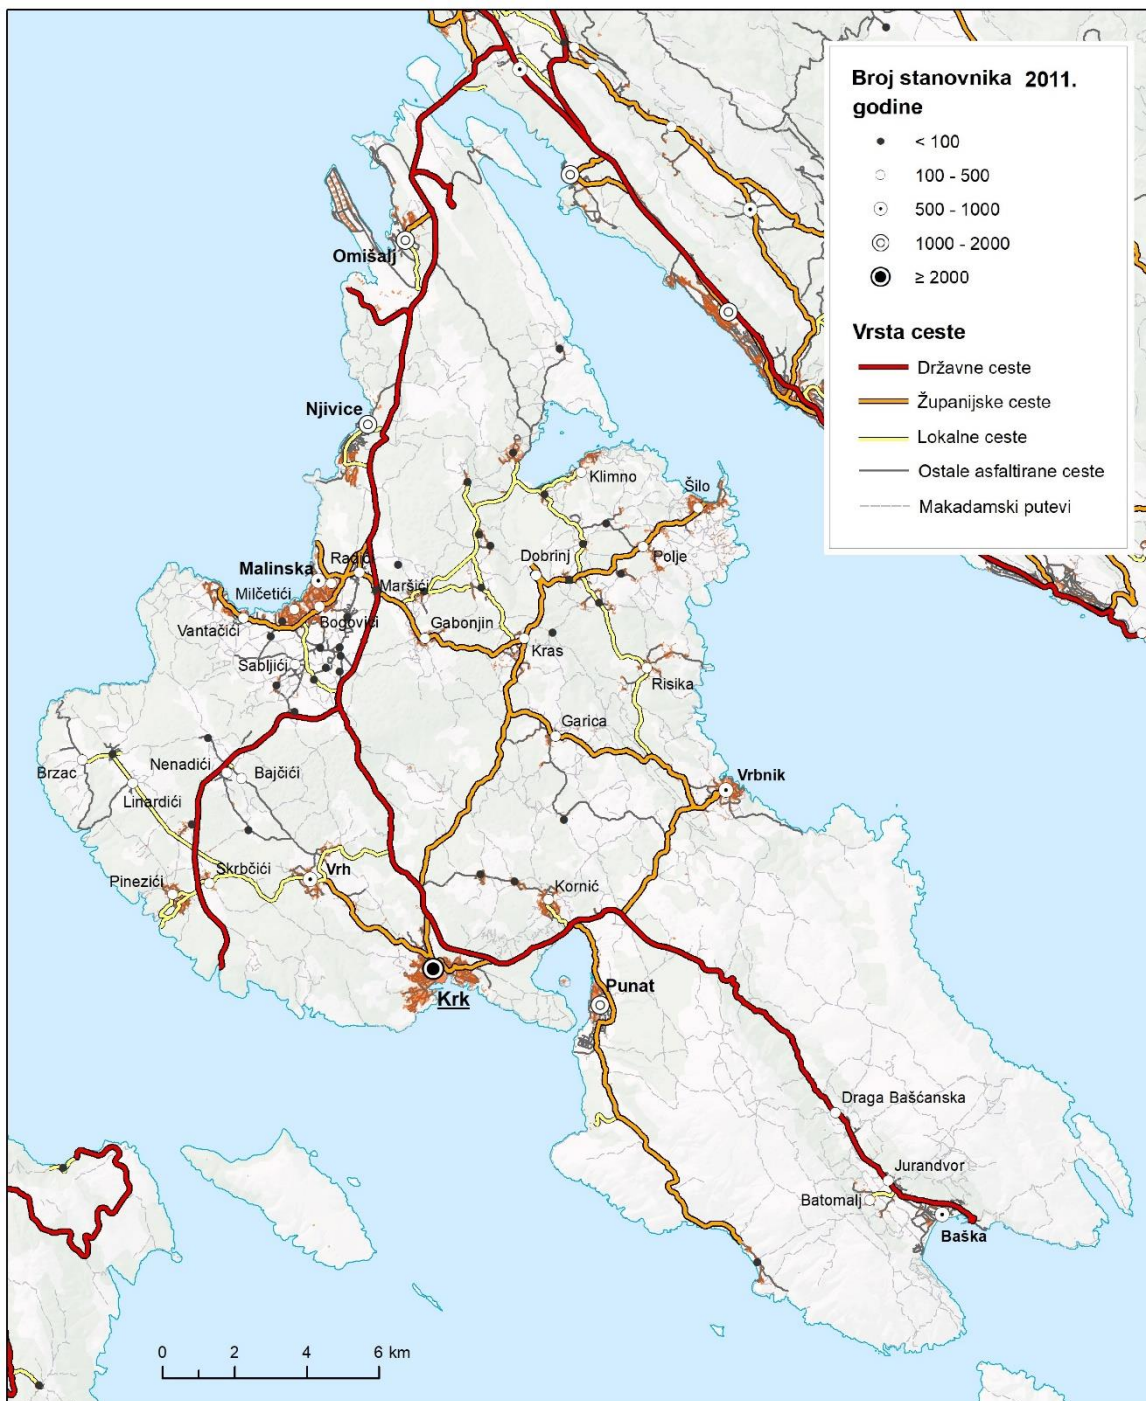 Broj stanovnika 2011.
godine
< 100
100 - 500
500 - 1000
1000 - 2000
≥ 2000
Vrsta ceste
Državne ceste
Županijske ceste
Lokalne ceste
Ostale asfaltirane ceste
Makadamski putevi
Omišalj
Njivice
Klimno
Šilo
Dobrinj
Polje
Radići
Malinska
Maršići
Milčetići
Bogovići
Vantačići
Gabonjin
Kras
Sabljići
Risika
Garica
Nenadići
Brzac
Bajčići
Vrbnik
Linardići
Skrbčići
Vrh
Pinezići
Kornić
Punat
Krk
Draga Bašćanska
Jurandvor
Batomalj
Baška
0 2 4 6 km